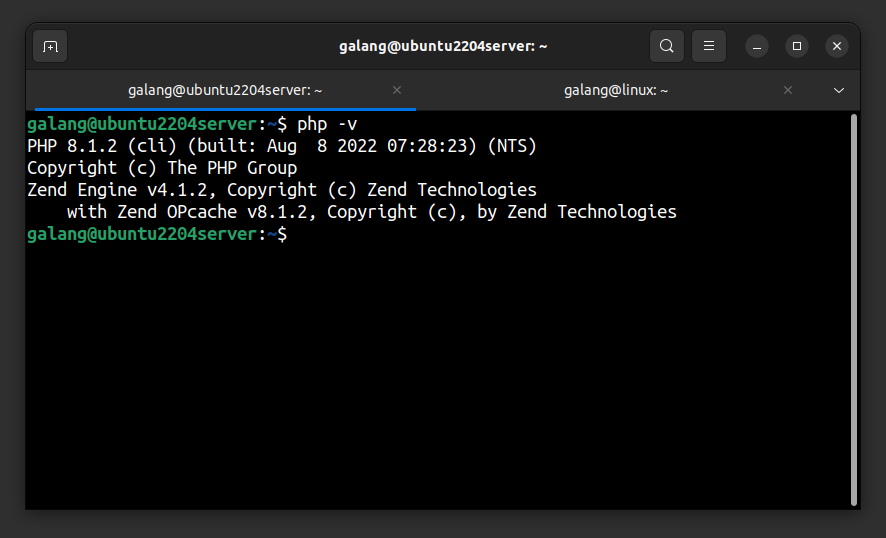 galang@ubuntu2204server: ~
galang@ubuntu2204server: ~ galang@linux: ~
galang@ubuntu2204server:~$ php -v
PHP 8.1.2 (cli) (built: Aug  8 2022 07:28:23) (NTS)
Copyright (c) The PHP Group
Zend Engine v4.1.2, Copyright (c) Zend Technologies
    with Zend OPcache v8.1.2, Copyright (c), by Zend Technologies
galang@ubuntu2204server:~$